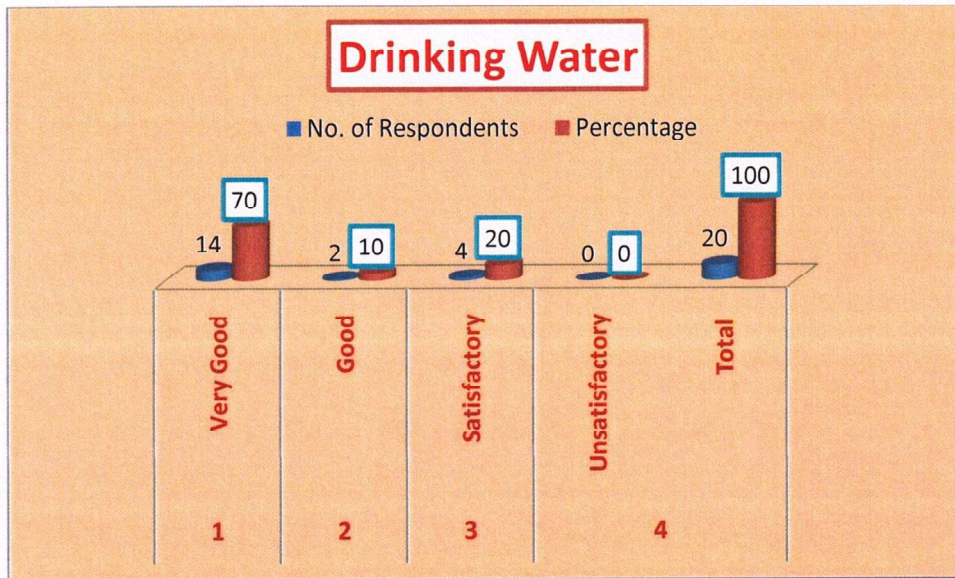 Drinking Water
No. of Respondents Percentage
14 70 2 10 4 20 0 0 20 100
Very Good Good Satisfactory Unsatisfactory Total
1 2 3 4